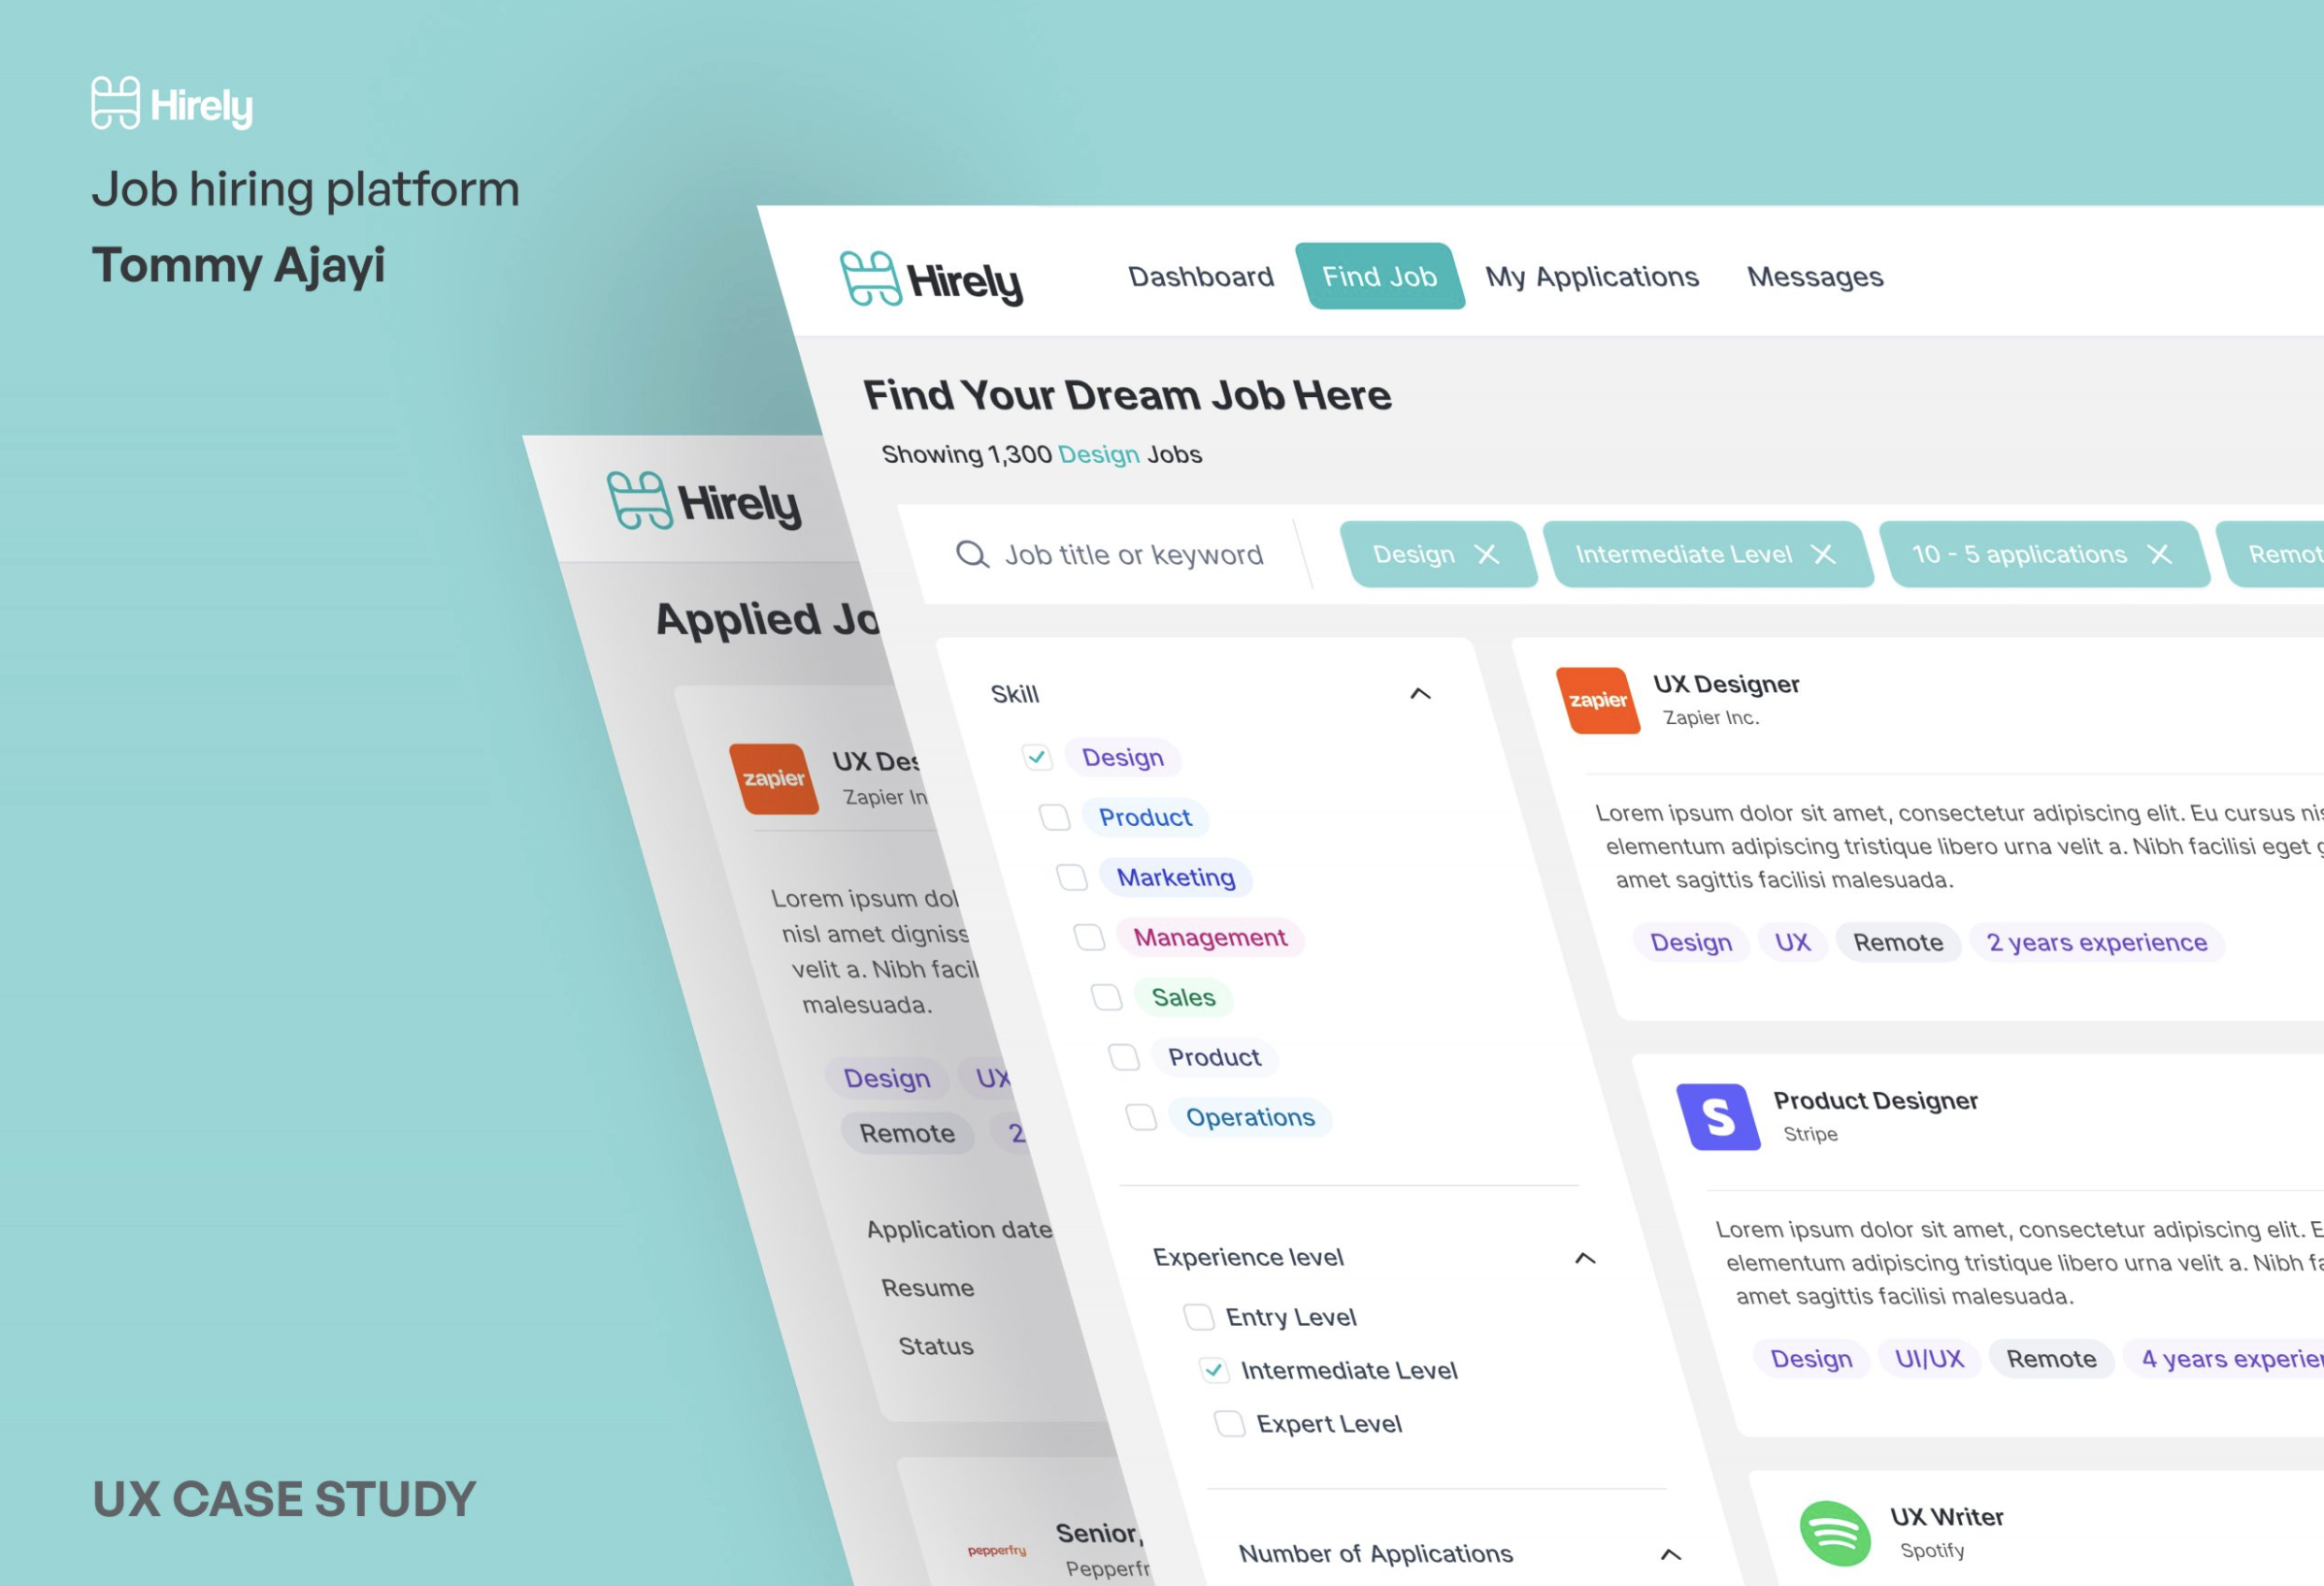 Hirely
Job hiring platform
Tommy Ajayi
UX CASE STUDY
Hirely
Applied Jo
zapier
UX Des
Zapier In
Lorem ipsum dol
nisl amet digniss
velit a. Nibh facil
malesuada.
Design UX
Remote 2
Application date
Resume
Status
pepperfry
Senior,
Pepperfr
Hirely
Dashboard Find Job My Applications Messages
Find Your Dream Job Here
Showing 1,300 Design Jobs
Job title or keyword
Design Intermediate Level 10 - 5 applications Remot
Skill
Design
Product
Marketing
Management
Sales
Product
Operations
Experience level
Entry Level
Intermediate Level
Expert Level
Number of Applications
zapier
UX Designer
Zapier Inc.
Lorem ipsum dolor sit amet, consectetur adipiscing elit. Eu cursus nis
elementum adipiscing tristique libero urna velit a. Nibh facilisi eget g
amet sagittis facilisi malesuada.
Design UX Remote 2 years experience
S
Product Designer
Stripe
Lorem ipsum dolor sit amet, consectetur adipiscing elit. E
elementum adipiscing tristique libero urna velit a. Nibh fa
amet sagittis facilisi malesuada.
Design UI/UX Remote 4 years experien
UX Writer
Spotify